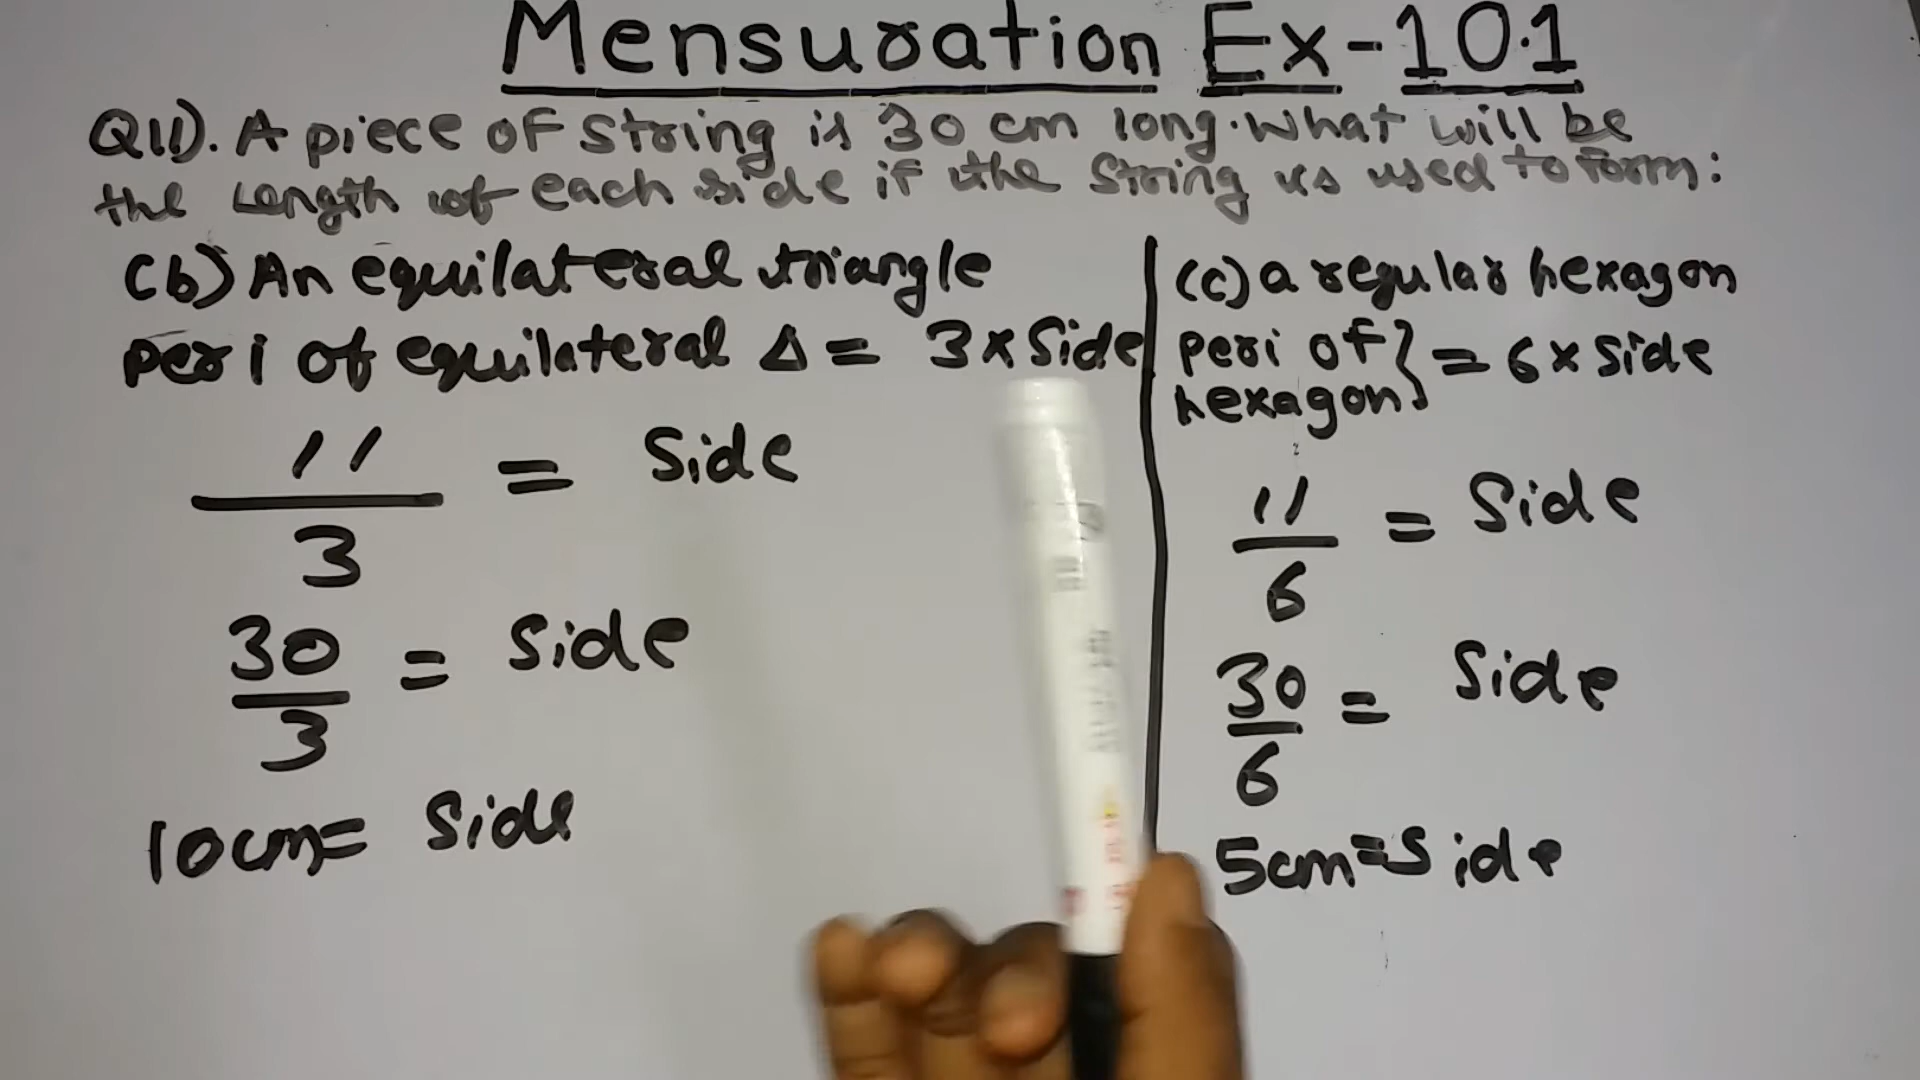 Mensuration Ex-10.1
Q11). A piece of string is 30 cm long. What will be
the Length of each side if the string is used to form:
(b) An equilateral triangle
peri of equilateral Δ = 3 x Side
11 = Side
3
30 = Side
3
10cm = Side
(c) a regular hexagon
peri of } = 6 x side
hexagon
11 = Side
6
30 = Side
6
5cm = Side